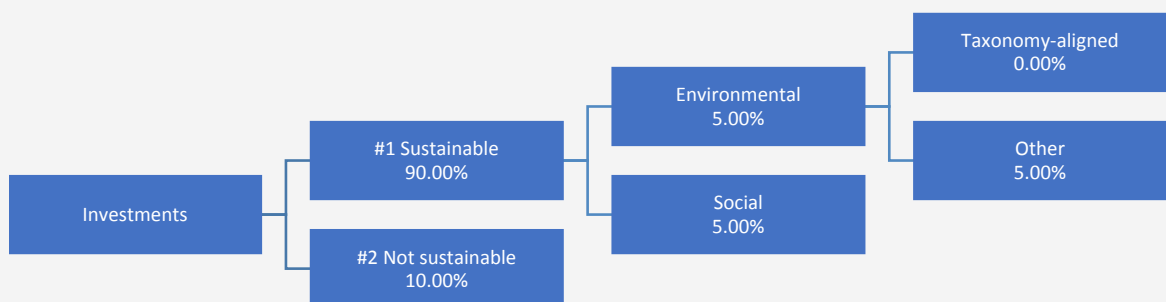 Investments
#1 Sustainable
90.00%
#2 Not sustainable
10.00%
Environmental
5.00%
Social
5.00%
Taxonomy-aligned
0.00%
Other
5.00%